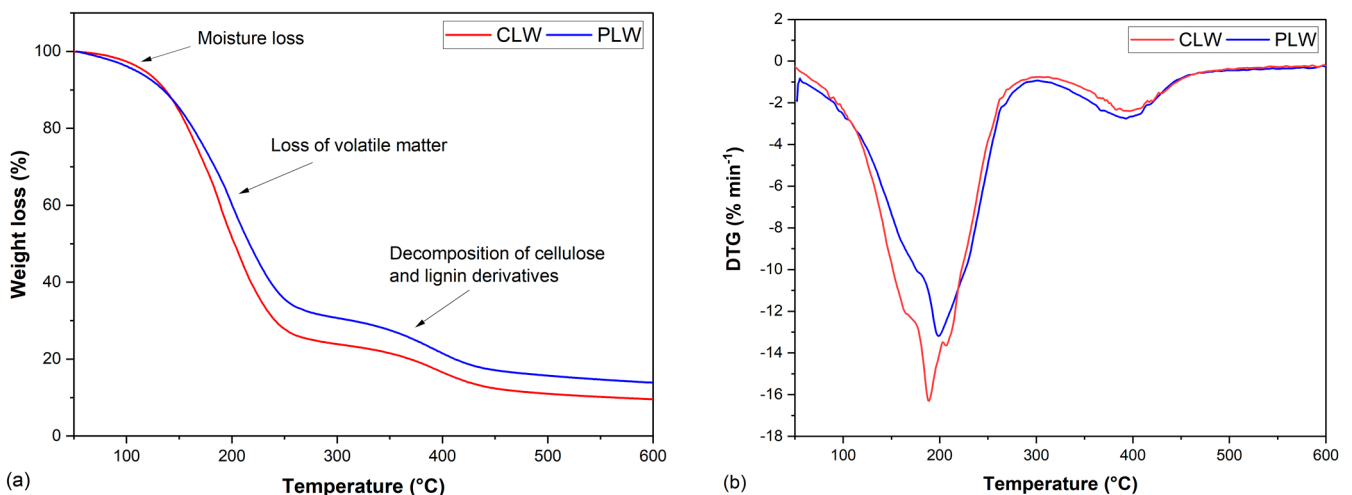 CLW PLW
Moisture loss
Loss of volatile matter
Decomposition of cellulose
and lignin derivatives
Weight loss (%)
100
80
60
40
20
0
100 200 300 400 500 600
Temperature (°C)
(a)
CLW PLW
DTG (% min⁻¹)
2
0
-2
-4
-6
-8
-10
-12
-14
-16
-18
100 200 300 400 500 600
Temperature (°C)
(b)